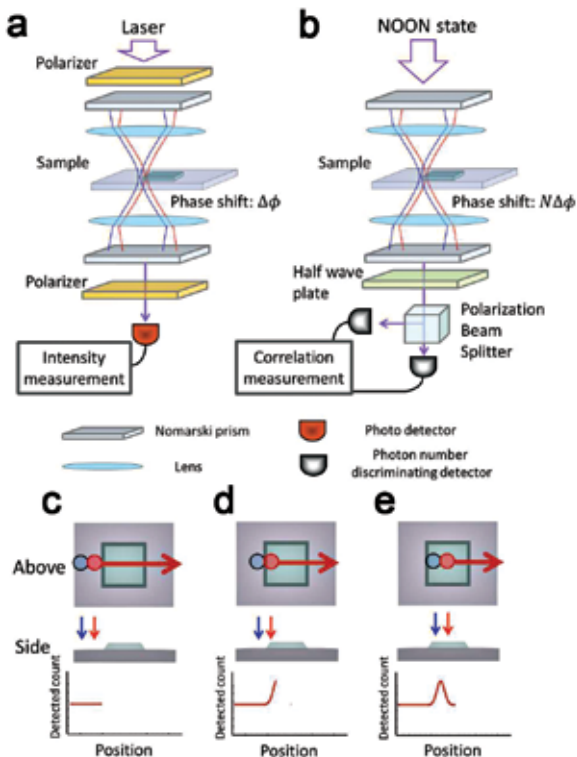 a
Laser
Polarizer
Sample
Phase shift: Δϕ
Polarizer
Intensity
measurement
b
NOON state
Sample
Phase shift: NΔϕ
Half wave
plate
Polarization
Beam
Splitter
Correlation
measurement
Nomarski prism
Lens
Photo detector
Photon number
discriminating detector
c
d
e
Above
Side
Detected count
Position
Detected count
Position
Detected count
Position